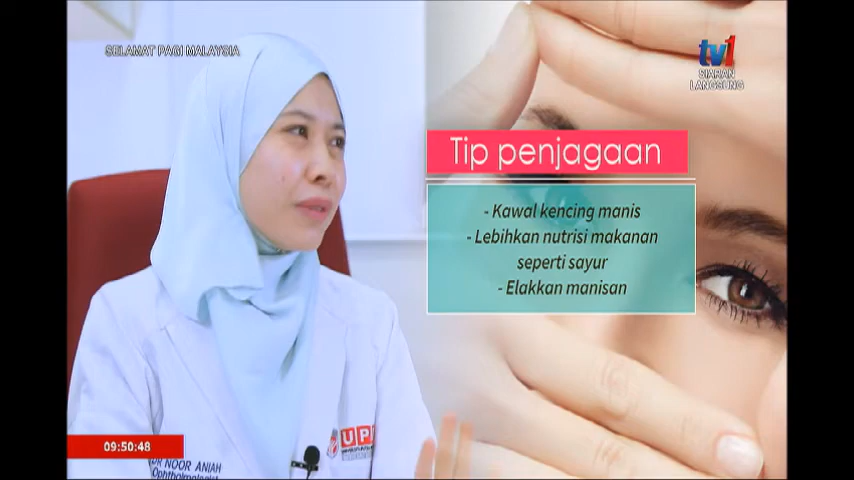 SELAMAT PAGI MALAYSIA
tv1
SIARAN
LANGSUNG
Tip penjagaan
- Kawal kencing manis
- Lebihkan nutrisi makanan
seperti sayur
- Elakkan manisan
09:50:48
UPM
DR NOOR ANIAH
Ophthalmologist